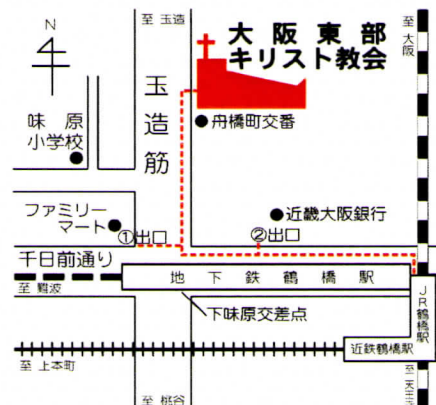 至 玉造
至 大阪
N
大阪東部
キリスト教会
玉造筋
味原
小学校
●舟橋町交番
ファミリー
マート●
●近畿大阪銀行
①出口
②出口
千日前通り
至 難波
地下鉄鶴橋駅
下味原交差点
JR鶴橋駅
近鉄鶴橋駅
至 上本町
至 桃谷
至 天王寺